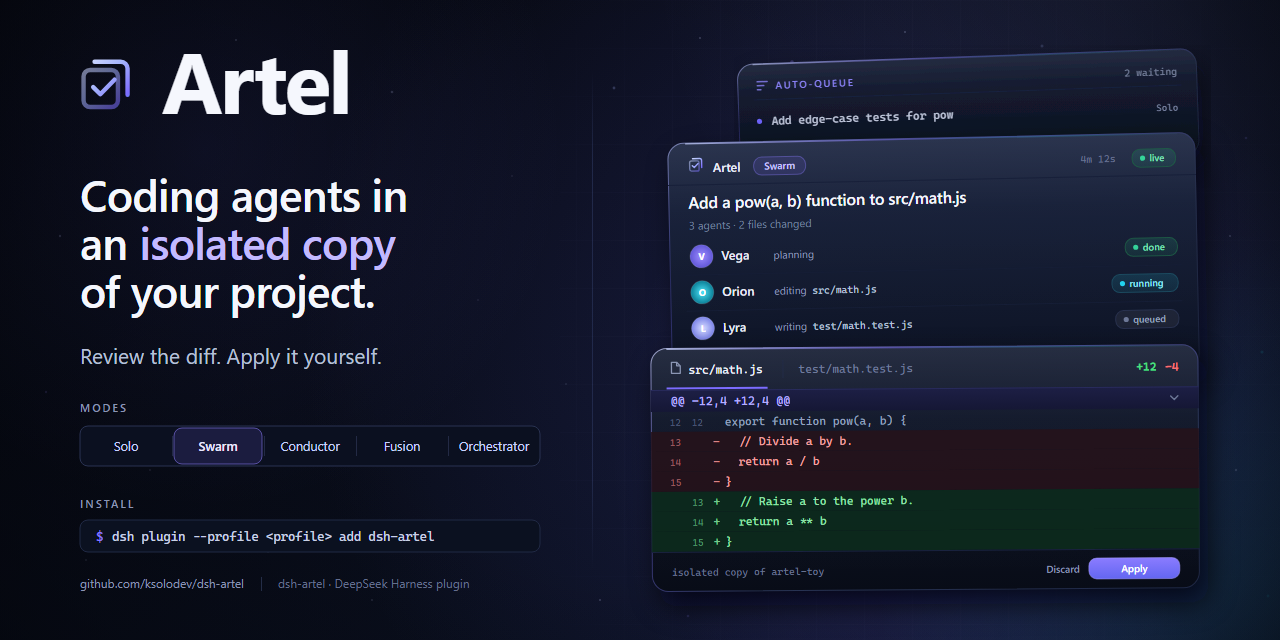 Artel
Coding agents in
an isolated copy
of your project.
Review the diff. Apply it yourself.
MODES
Solo Swarm Conductor Fusion Orchestrator
INSTALL
$ dsh plugin --profile <profile> add dsh-artel
github.com/ksolodev/dsh-artel dsh-artel · DeepSeek Harness plugin
AUTO-QUEUE 2 waiting
Add edge-case tests for pow Solo
Artel Swarm 4m 12s live
Add a pow(a, b) function to src/math.js
3 agents · 2 files changed
V Vega planning done
O Orion editing src/math.js running
L Lyra writing test/math.test.js queued
src/math.js test/math.test.js +12 −4
@@ −12,4 +12,4 @@
12 12 export function pow(a, b) {
13 − // Divide a by b.
14 − return a / b
15 − }
13 + // Raise a to the power b.
14 + return a ** b
15 + }
isolated copy of artel-toy Discard Apply